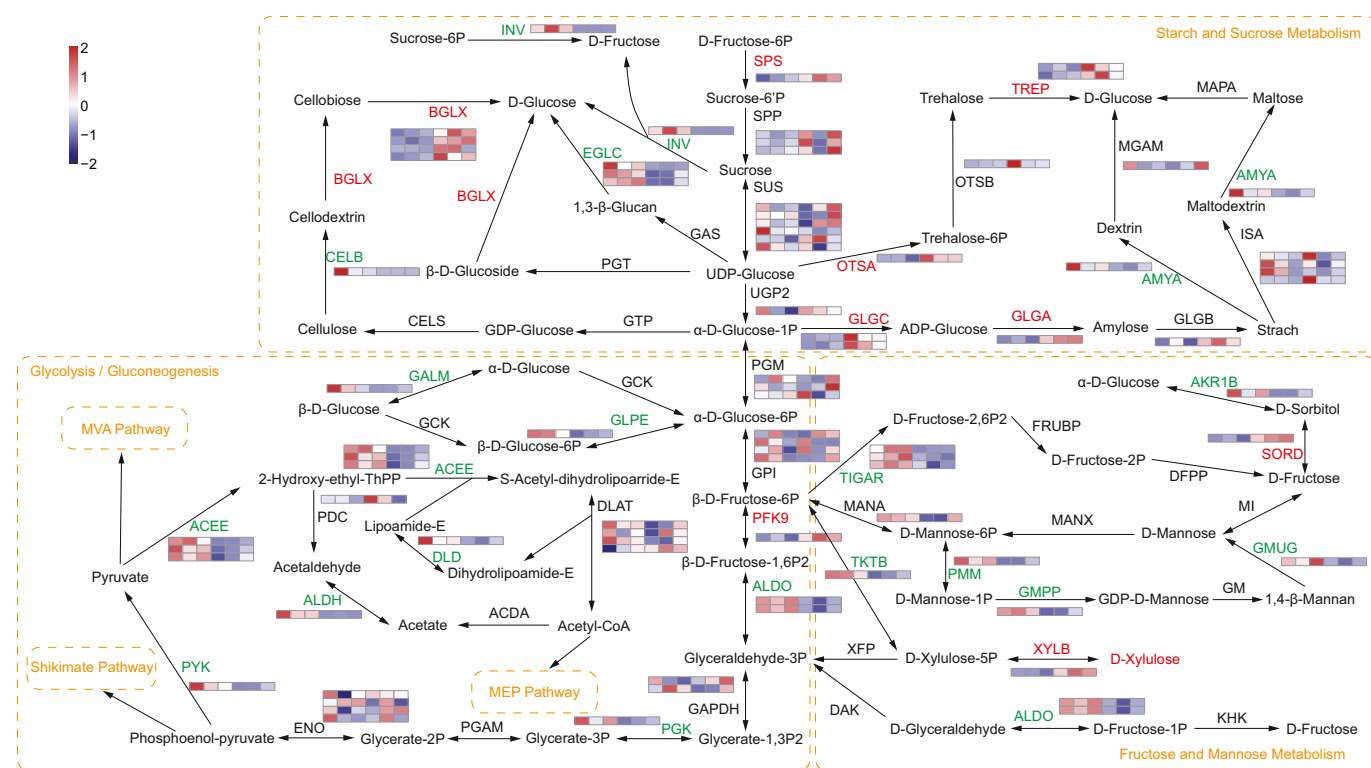 Sucrose-6P
INV
D-Fructose
D-Fructose-6P
Starch and Sucrose Metabolism
2
1
0
−1
−2
SPS
Cellobiose
BGLX
D-Glucose
Sucrose-6'P
SPP
Trehalose
TREP
D-Glucose
MAPA
Maltose
INV
EGLC
Sucrose
MGAM
OTSB
AMYA
BGLX
BGLX
SUS
1,3-β-Glucan
Maltodextrin
Cellodextrin
GAS
Trehalose-6P
Dextrin
ISA
CELB
β-D-Glucoside
PGT
UDP-Glucose
OTSA
AMYA
UGP2
Cellulose
CELS
GDP-Glucose
GTP
α-D-Glucose-1P
GLGC
ADP-Glucose
GLGA
Amylose
GLGB
Strach
Glycolysis / Gluconeogenesis
GALM
α-D-Glucose
GCK
PGM
α-D-Glucose
AKR1B
D-Sorbitol
β-D-Glucose
GCK
GLPE
α-D-Glucose-6P
D-Fructose-2,6P2
FRUBP
MVA Pathway
β-D-Glucose-6P
SORD
D-Fructose-2P
DFPP
D-Fructose
2-Hydroxy-ethyl-ThPP
ACEE
S-Acetyl-dihydrolipoarride-E
GPI
TIGAR
β-D-Fructose-6P
PDC
DLAT
MANA
MI
ACEE
Lipoamide-E
PFK9
D-Mannose-6P
MANX
D-Mannose
DLD
Dihydrolipoamide-E
β-D-Fructose-1,6P2
GMUG
Pyruvate
Acetaldehyde
TKTB
PMM
ALDH
ALDO
D-Mannose-1P
GMPP
GDP-D-Mannose
GM
1,4-β-Mannan
Acetate
ACDA
Acetyl-CoA
Shikimate Pathway
PYK
Glyceraldehyde-3P
XFP
D-Xylulose-5P
XYLB
D-Xylulose
MEP Pathway
GAPDH
DAK
ALDO
Phosphoenol-pyruvate
ENO
Glycerate-2P
PGAM
Glycerate-3P
PGK
Glycerate-1,3P2
D-Glyceraldehyde
D-Fructose-1P
KHK
D-Fructose
Fructose and Mannose Metabolism